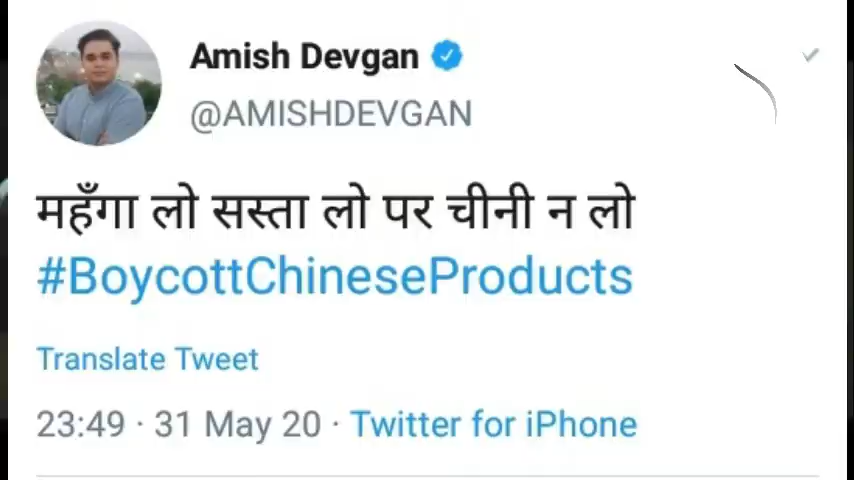 Amish Devgan
@AMISHDEVGAN
महँगा लो सस्ता लो पर चीनी न लो
#BoycottChineseProducts
Translate Tweet
23:49 · 31 May 20 · Twitter for iPhone